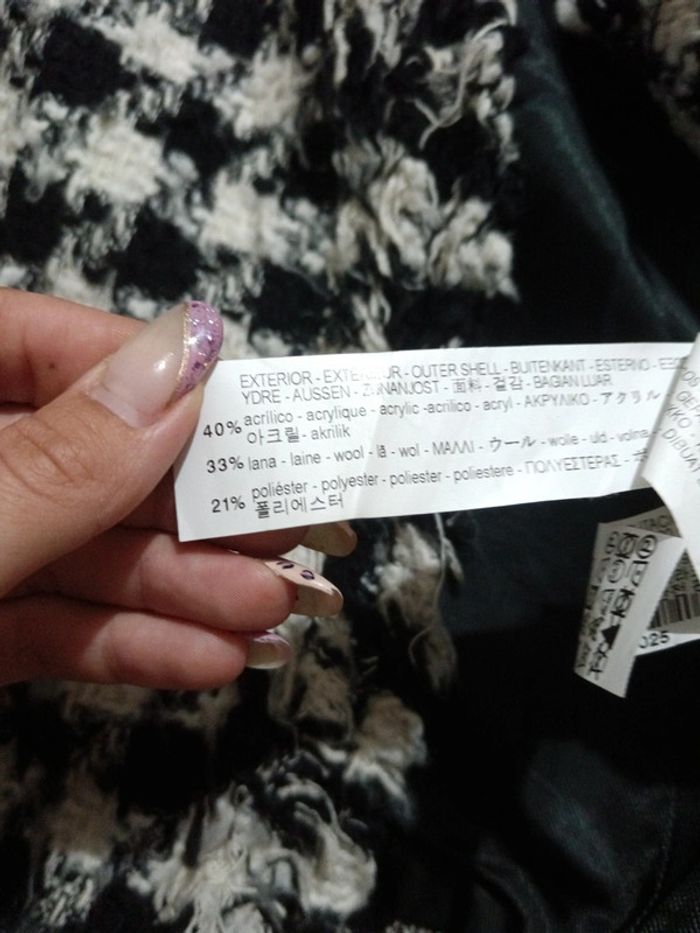 EXTERIOR - OUTER SHELL - BUITENKANT - ESTERNO -
YDRE - AUSSEN - - 面料 - 겉감 - BAGIAN LUAR
40% acrílico - acrylique - acrylic -acrilico - acryl - ΑΚΡΥΛΙΚΟ - アクリル
아크릴 - akrilik
33% lana - laine - wool - lã - wol - ΜΑΛΛΙ - ウール - wolle - uld -
21% poliéster - polyester - poliester - poliestere - ΠΟΛΥΕΣΤΕΡΑΣ -
폴리에스터
025